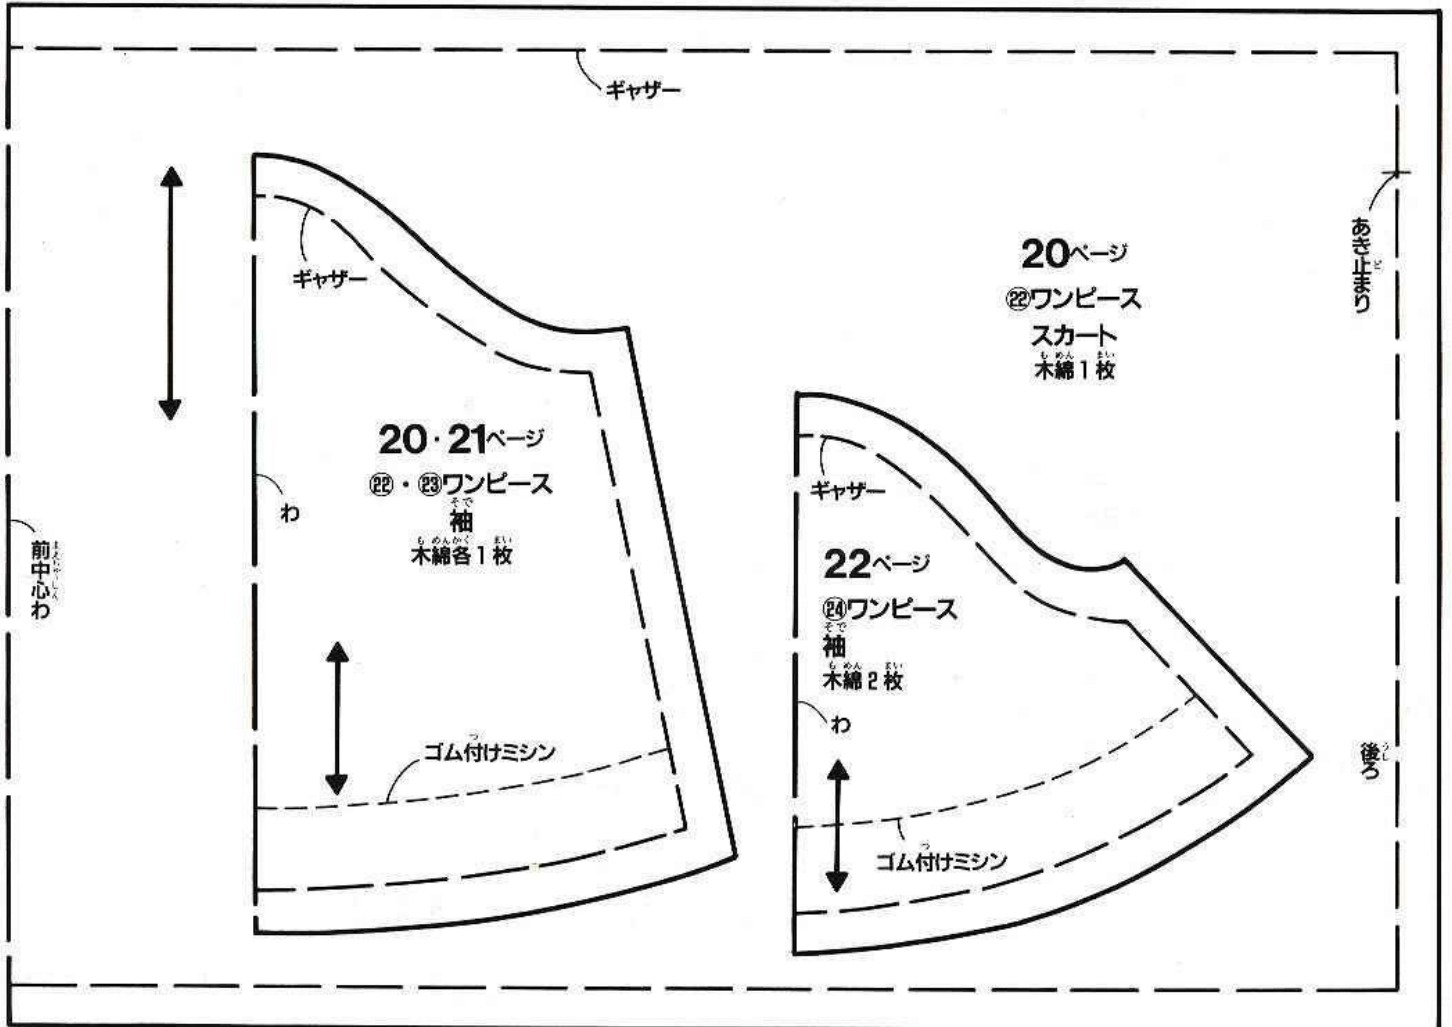 ギャザー
あき止まり
ギャザー
20ページ
㉒ワンピース
スカート
木綿1枚
20・21ページ
㉒・㉓ワンピース
袖
木綿各1枚
わ
前中心わ
ギャザー
22ページ
㉔ワンピース
袖
木綿2枚
わ
ゴム付けミシン
後ろ
ゴム付けミシン